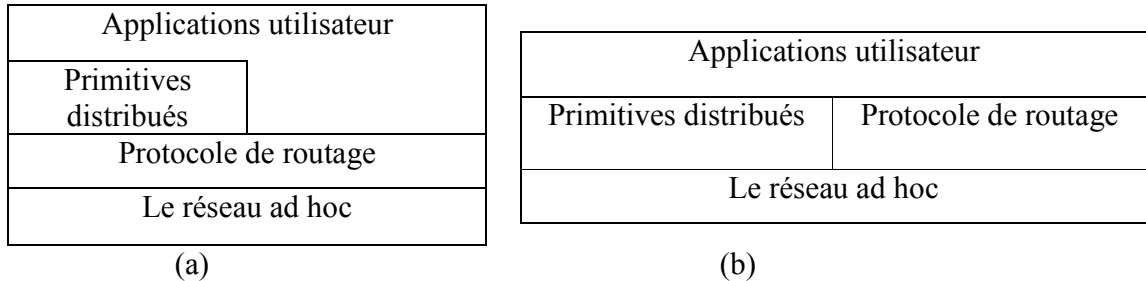 Applications utilisateur
Primitives
distribués
Protocole de routage
Le réseau ad hoc
(a)
Applications utilisateur
Primitives distribués
Protocole de routage
Le réseau ad hoc
(b)